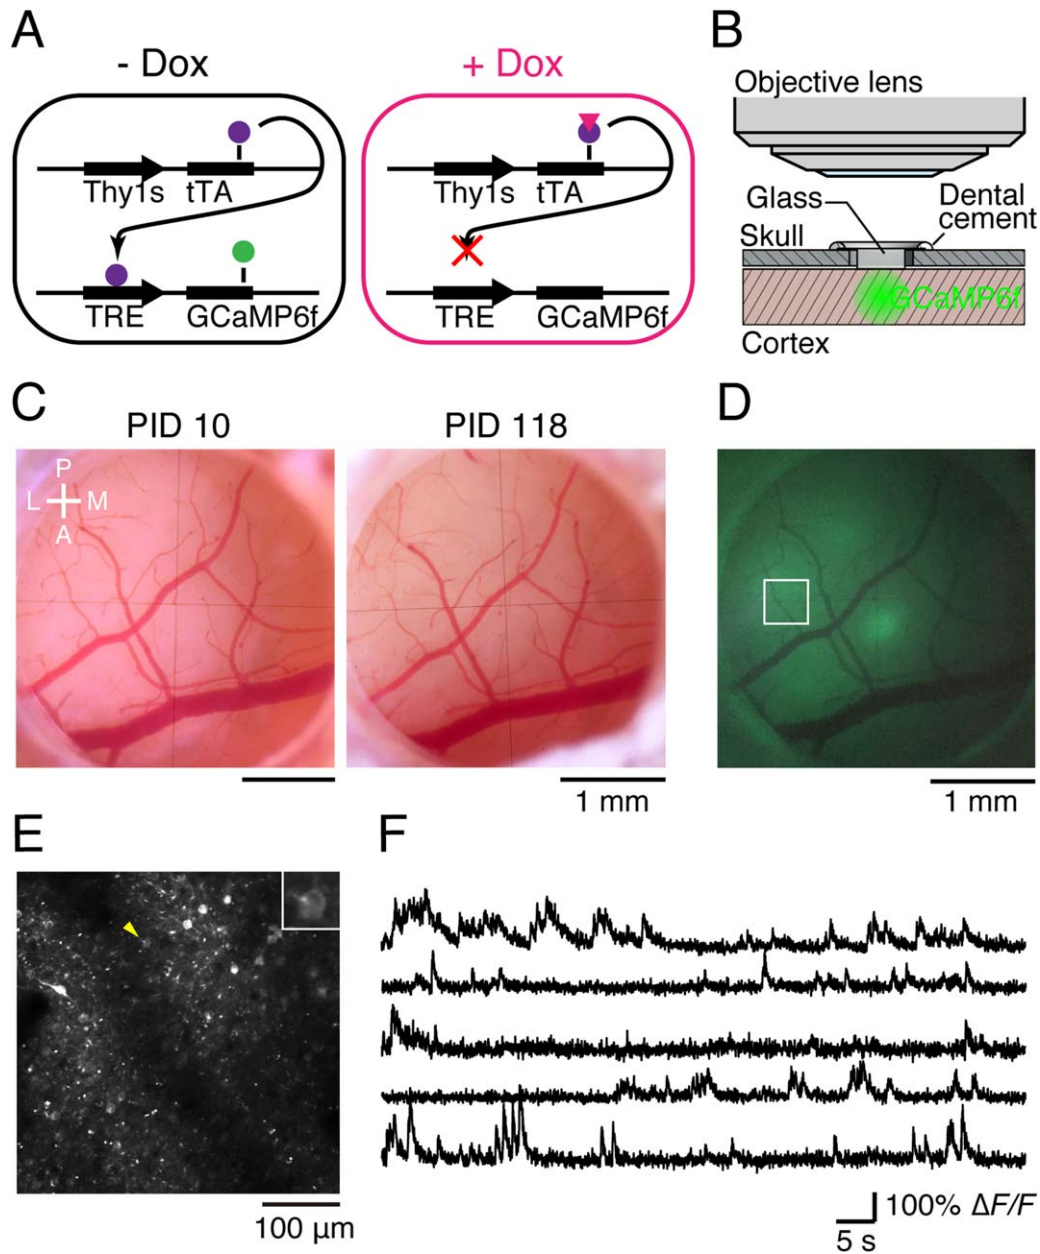 A
- Dox
+ Dox
Thy1s tTA
TRE GCaMP6f
Thy1s tTA
TRE GCaMP6f
B
Objective lens
Glass
Dental
cement
Skull
GCaMP6f
Cortex
C
PID 10
PID 118
P
L M
A
1 mm
D
1 mm
E
100 µm
F
100% ΔF/F
5 s